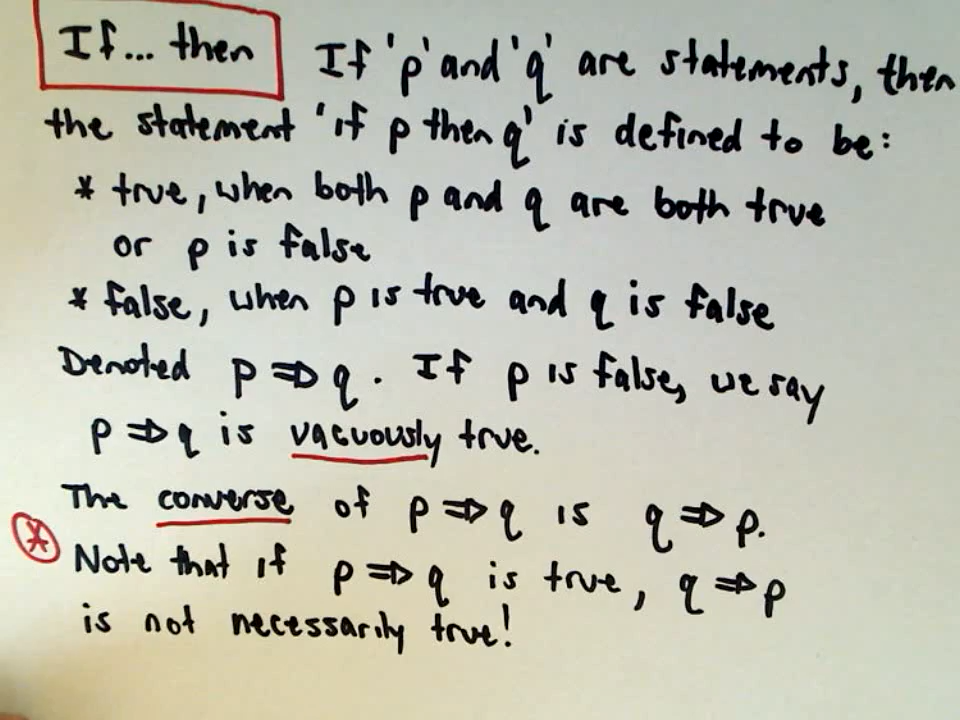 If... then If 'p' and 'q' are statements, then
the statement 'if p then q' is defined to be:
* true, when both p and q are both true
or p is false
* false, when p is true and q is false
Denoted p ⇒ q. If p is false, we say
p ⇒ q is vacuously true.
The converse of p ⇒ q is q ⇒ p.
* Note that if p ⇒ q is true, q ⇒ p
is not necessarily true!